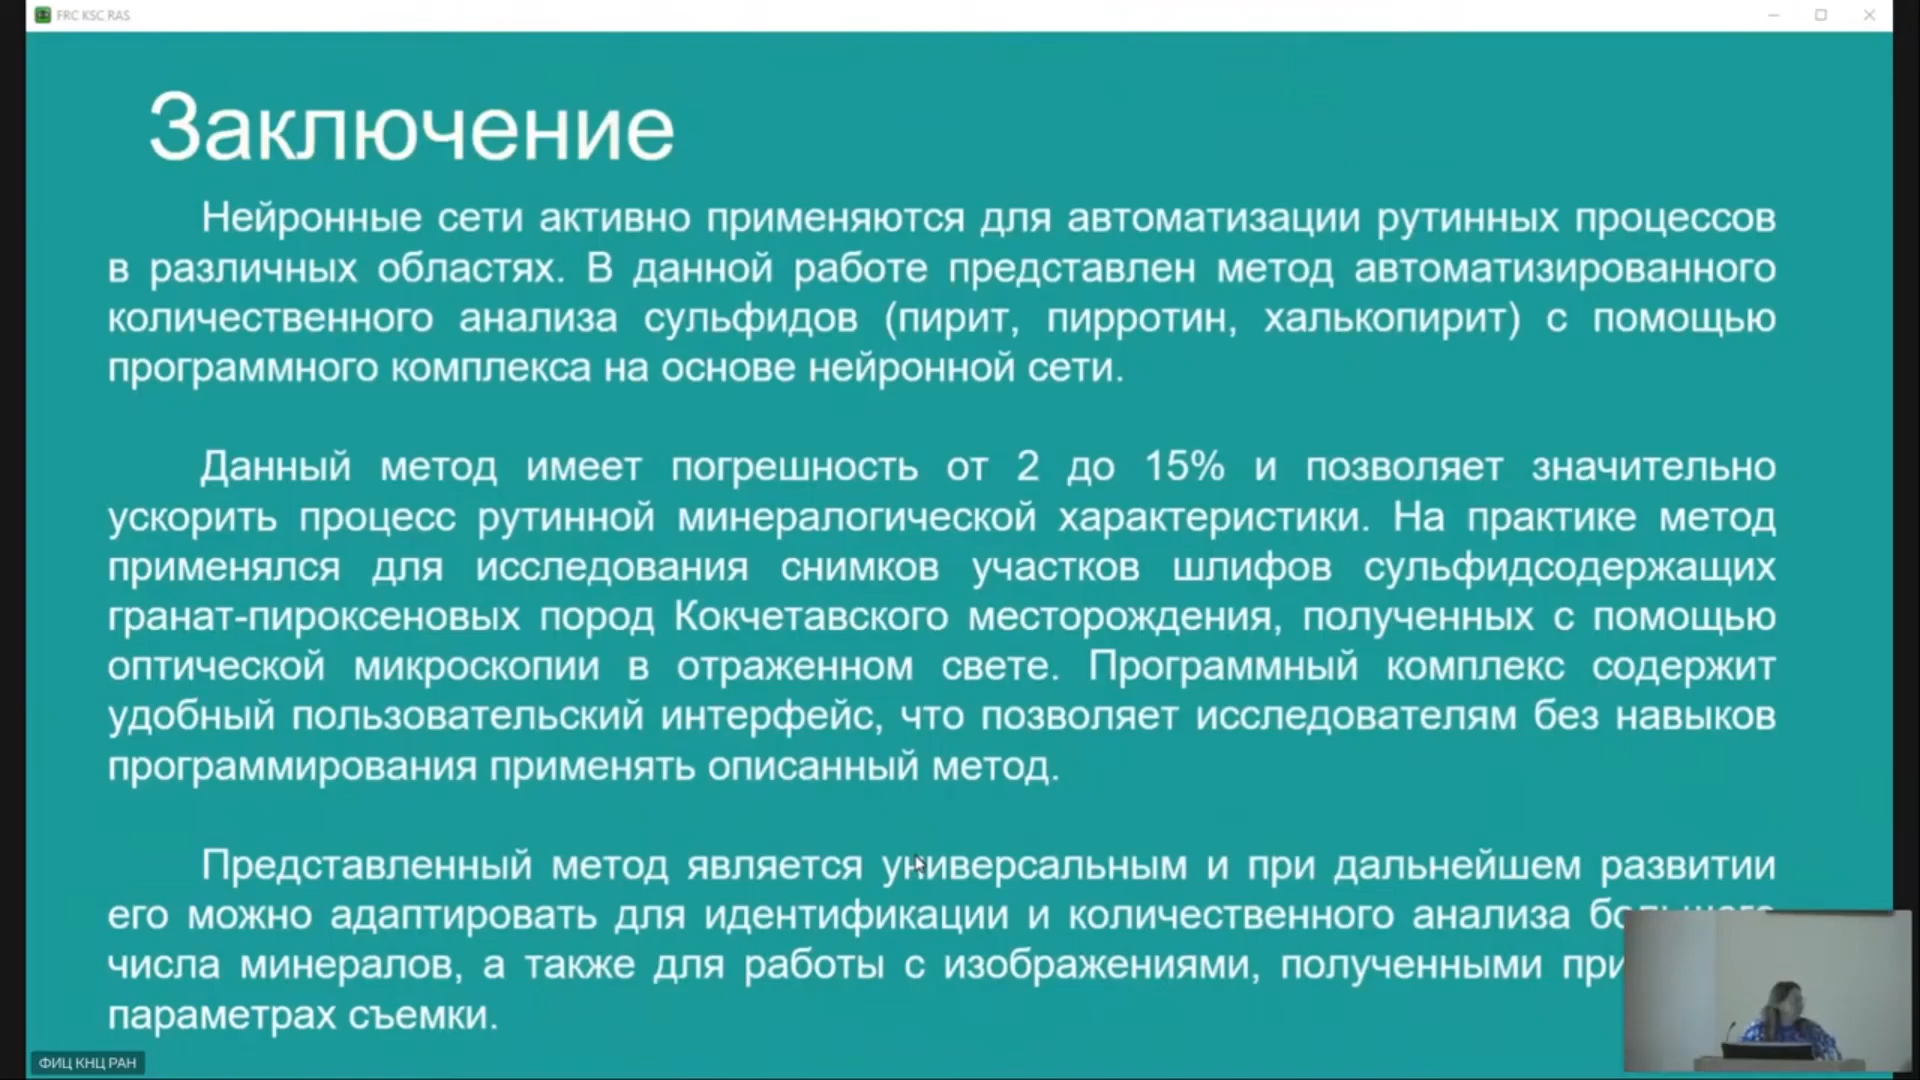 FRC KSC RAS
Заключение
Нейронные сети активно применяются для автоматизации рутинных процессов
в различных областях. В данной работе представлен метод автоматизированного
количественного анализа сульфидов (пирит, пирротин, халькопирит) с помощью
программного комплекса на основе нейронной сети.
Данный метод имеет погрешность от 2 до 15% и позволяет значительно
ускорить процесс рутинной минералогической характеристики. На практике метод
применялся для исследования снимков участков шлифов сульфидсодержащих
гранат-пироксеновых пород Кокчетавского месторождения, полученных с помощью
оптической микроскопии в отраженном свете. Программный комплекс содержит
удобный пользовательский интерфейс, что позволяет исследователям без навыков
программирования применять описанный метод.
Представленный метод является универсальным и при дальнейшем развитии
его можно адаптировать для идентификации и количественного анализа
числа минералов, а также для работы с изображениями, полученными при
параметрах съемки.
ФИЦ КНЦ РАН